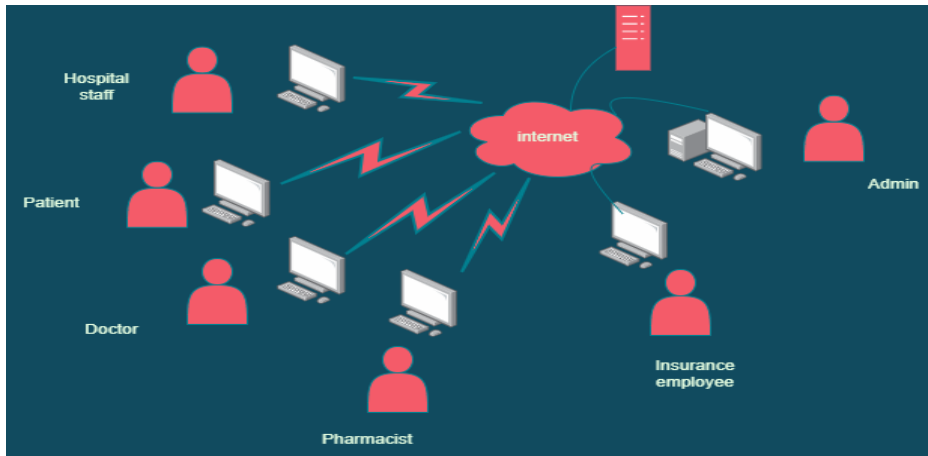 Hospital
staff
internet
Admin
Patient
Doctor
Insurance
employee
Pharmacist